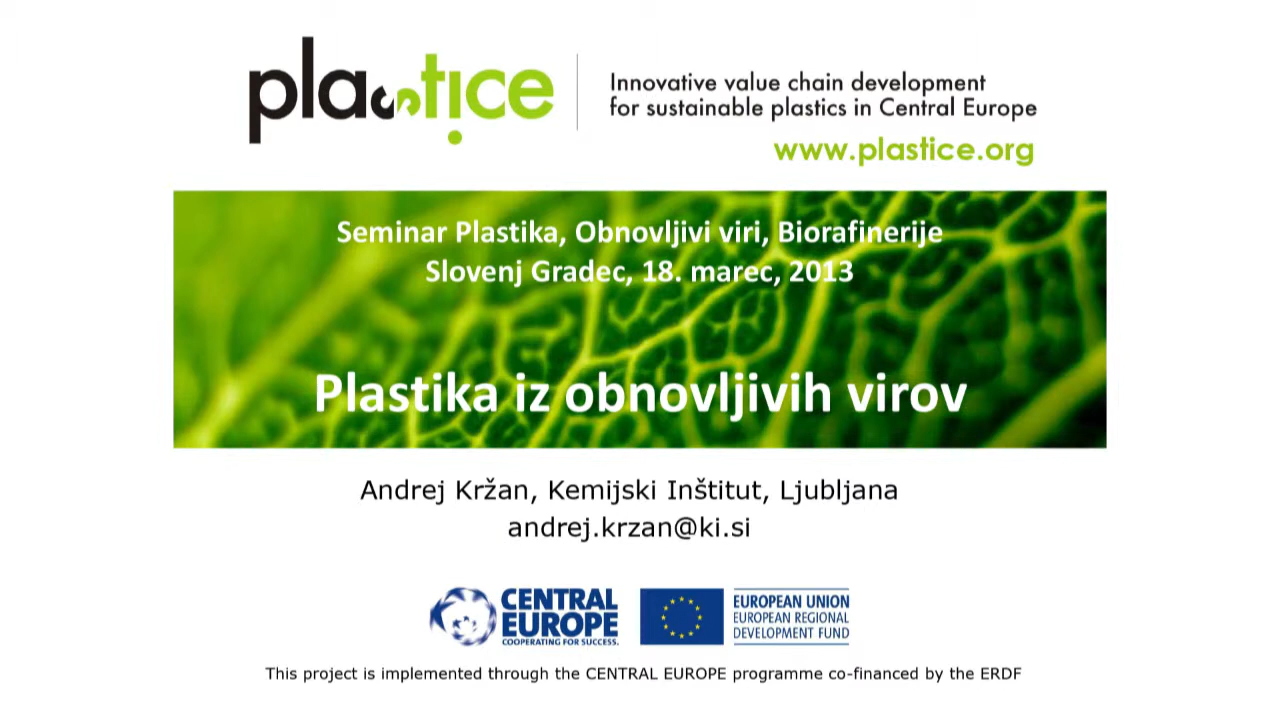 plastice
Innovative value chain development
for sustainable plastics in Central Europe
www.plastice.org
Seminar Plastika, Obnovljivi viri, Biorafinerije
Slovenj Gradec, 18. marec, 2013
Plastika iz obnovljivih virov
Andrej Kržan, Kemijski Inštitut, Ljubljana
andrej.krzan@ki.si
CENTRAL
EUROPE
COOPERATING FOR SUCCESS.
EUROPEAN UNION
EUROPEAN REGIONAL
DEVELOPMENT FUND
This project is implemented through the CENTRAL EUROPE programme co-financed by the ERDF